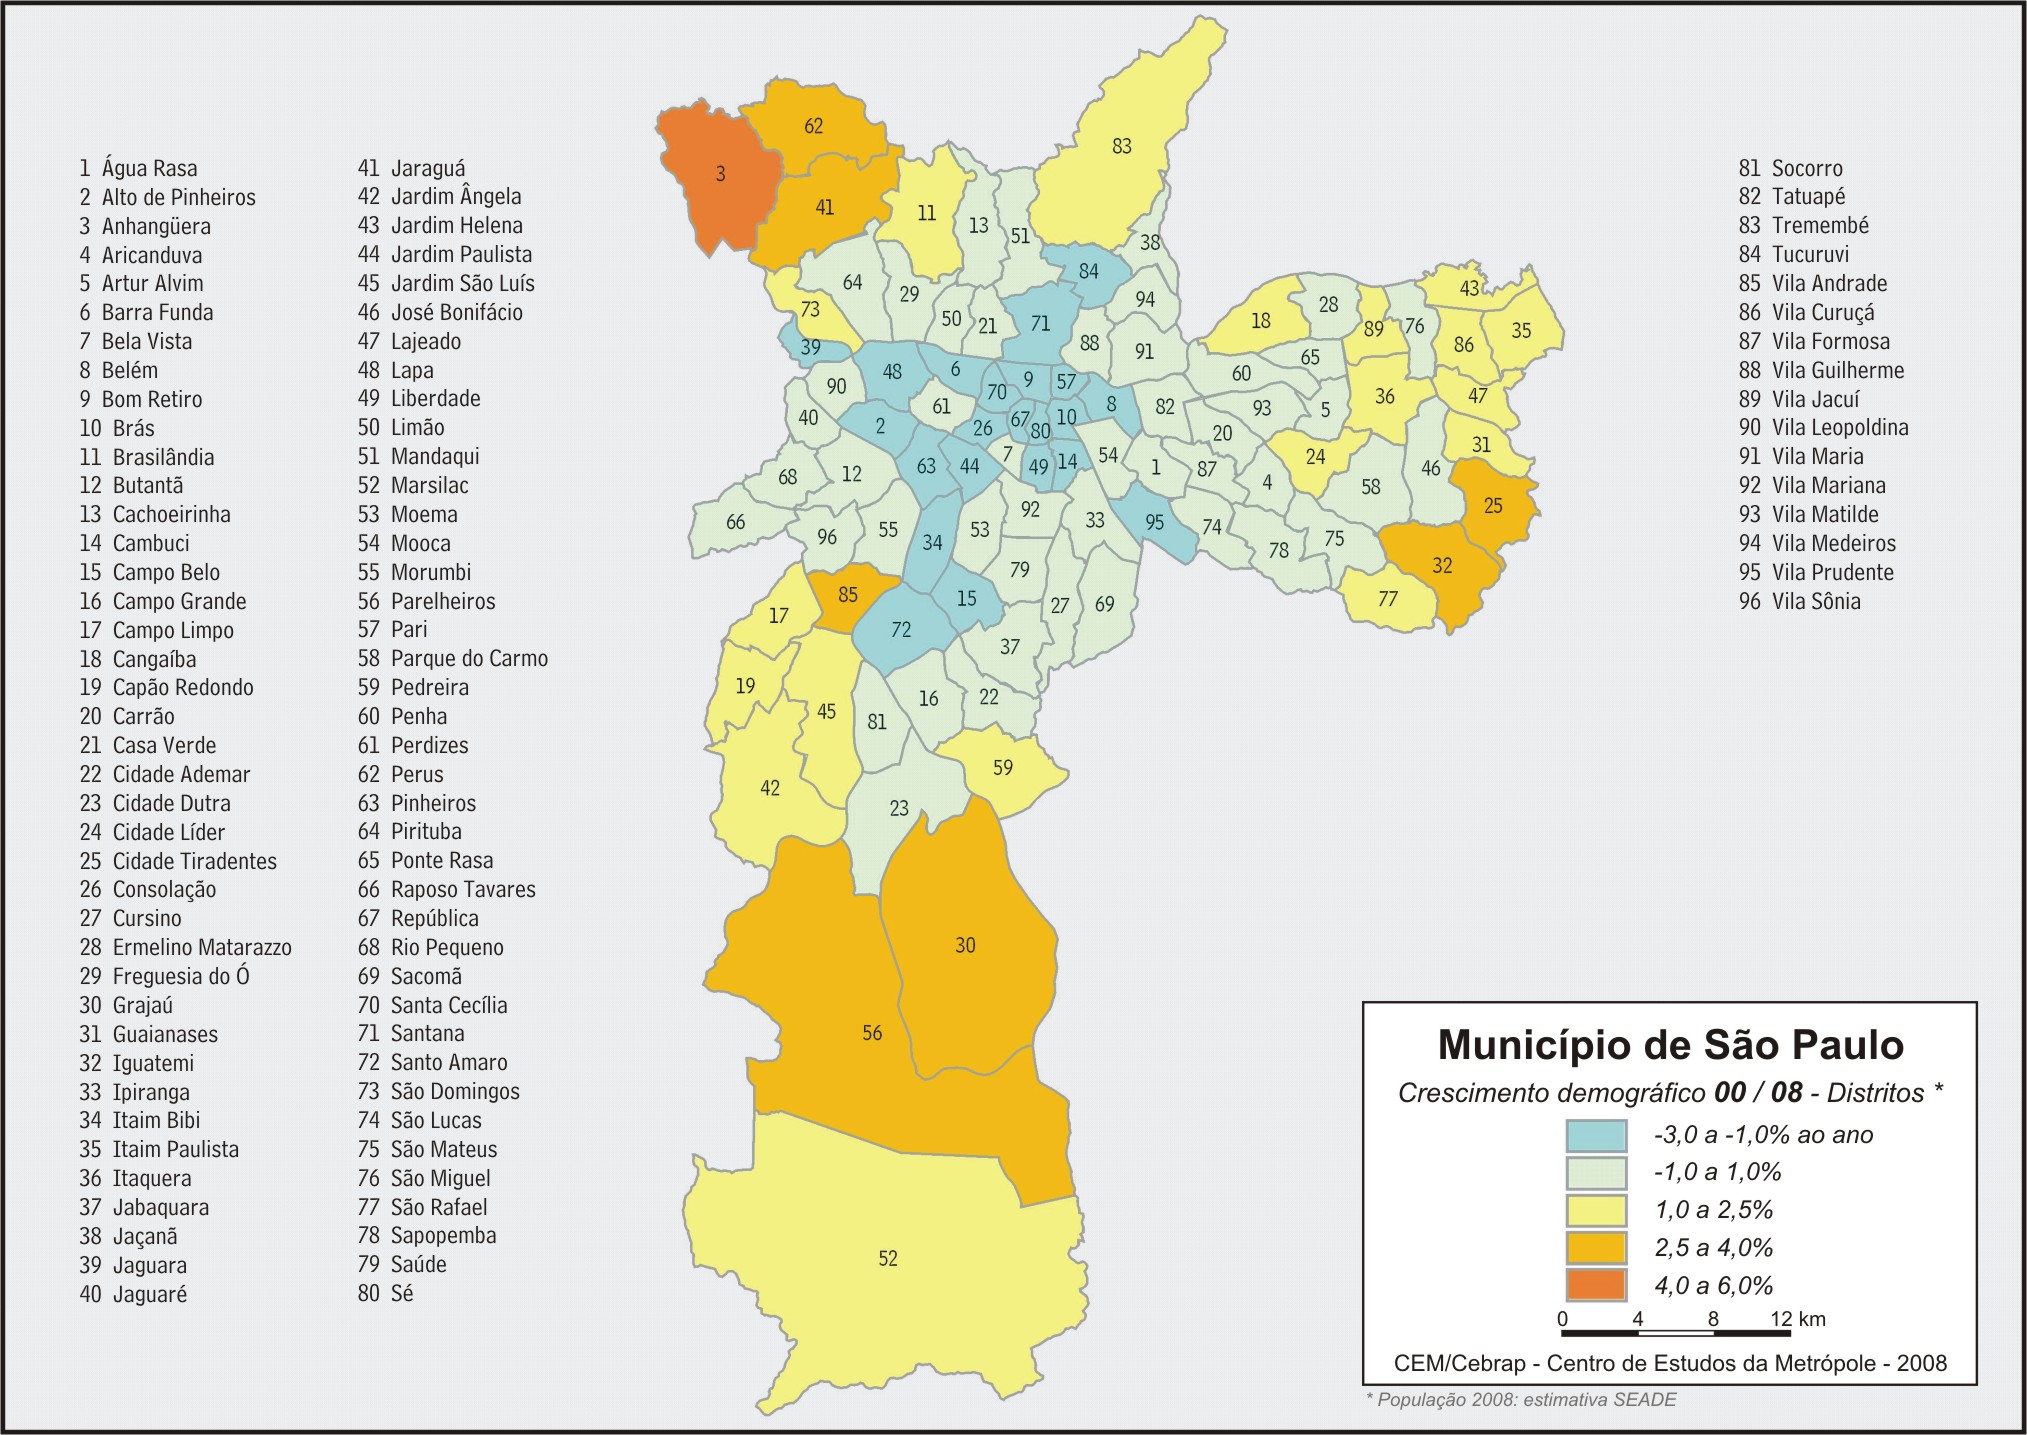 1 Água Rasa
2 Alto de Pinheiros
3 Anhangüera
4 Aricanduva
5 Artur Alvim
6 Barra Funda
7 Bela Vista
8 Belém
9 Bom Retiro
10 Brás
11 Brasilândia
12 Butantã
13 Cachoeirinha
14 Cambuci
15 Campo Belo
16 Campo Grande
17 Campo Limpo
18 Cangaíba
19 Capão Redondo
20 Carrão
21 Casa Verde
22 Cidade Ademar
23 Cidade Dutra
24 Cidade Líder
25 Cidade Tiradentes
26 Consolação
27 Cursino
28 Ermelino Matarazzo
29 Freguesia do Ó
30 Grajaú
31 Guaianases
32 Iguatemi
33 Ipiranga
34 Itaim Bibi
35 Itaim Paulista
36 Itaquera
37 Jabaquara
38 Jaçanã
39 Jaguara
40 Jaguaré
41 Jaraguá
42 Jardim Ângela
43 Jardim Helena
44 Jardim Paulista
45 Jardim São Luís
46 José Bonifácio
47 Lajeado
48 Lapa
49 Liberdade
50 Limão
51 Mandaqui
52 Marsilac
53 Moema
54 Mooca
55 Morumbi
56 Parelheiros
57 Pari
58 Parque do Carmo
59 Pedreira
60 Penha
61 Perdizes
62 Perus
63 Pinheiros
64 Pirituba
65 Ponte Rasa
66 Raposo Tavares
67 República
68 Rio Pequeno
69 Sacomã
70 Santa Cecília
71 Santana
72 Santo Amaro
73 São Domingos
74 São Lucas
75 São Mateus
76 São Miguel
77 São Rafael
78 Sapopemba
79 Saúde
80 Sé
62
3
83
41
11
13
51
38
84
64
29
94
73
50
21
71
88
39
91
18
28
89
76
43
86
35
65
48
6
90
70
9
57
60
36
47
61
8
82
93
5
40
2
26
67
80
10
20
31
63
44
7
49
14
54
1
87
24
4
58
46
25
68
12
66
96
55
34
53
92
33
95
74
78
75
32
79
77
85
15
27
69
17
72
37
19
45
81
16
22
42
23
59
30
56
52
81 Socorro
82 Tatuapé
83 Tremembé
84 Tucuruvi
85 Vila Andrade
86 Vila Curuçá
87 Vila Formosa
88 Vila Guilherme
89 Vila Jacuí
90 Vila Leopoldina
91 Vila Maria
92 Vila Mariana
93 Vila Matilde
94 Vila Medeiros
95 Vila Prudente
96 Vila Sônia
Município de São Paulo
Crescimento demográfico 00 / 08 - Distritos *
-3,0 a -1,0% ao ano
-1,0 a 1,0%
1,0 a 2,5%
2,5 a 4,0%
4,0 a 6,0%
0 4 8 12 km
CEM/Cebrap - Centro de Estudos da Metrópole - 2008
* População 2008: estimativa SEADE